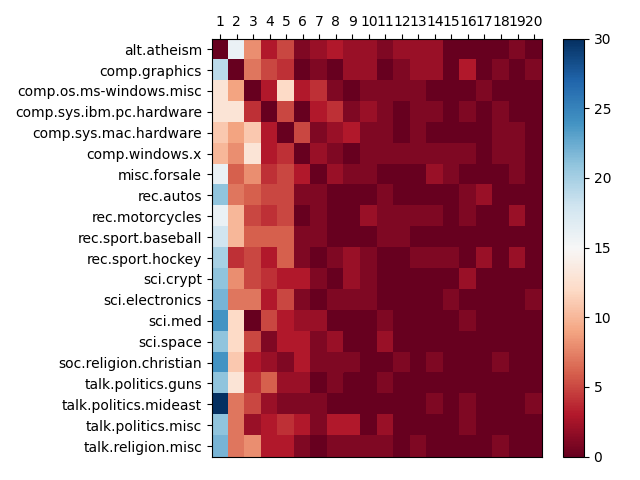 1 2 3 4 5 6 7 8 9 10 11 12 13 14 15 16 17 18 19 20
alt.atheism
comp.graphics
comp.os.ms-windows.misc
comp.sys.ibm.pc.hardware
comp.sys.mac.hardware
comp.windows.x
misc.forsale
rec.autos
rec.motorcycles
rec.sport.baseball
rec.sport.hockey
sci.crypt
sci.electronics
sci.med
sci.space
soc.religion.christian
talk.politics.guns
talk.politics.mideast
talk.politics.misc
talk.religion.misc
30
25
20
15
10
5
0